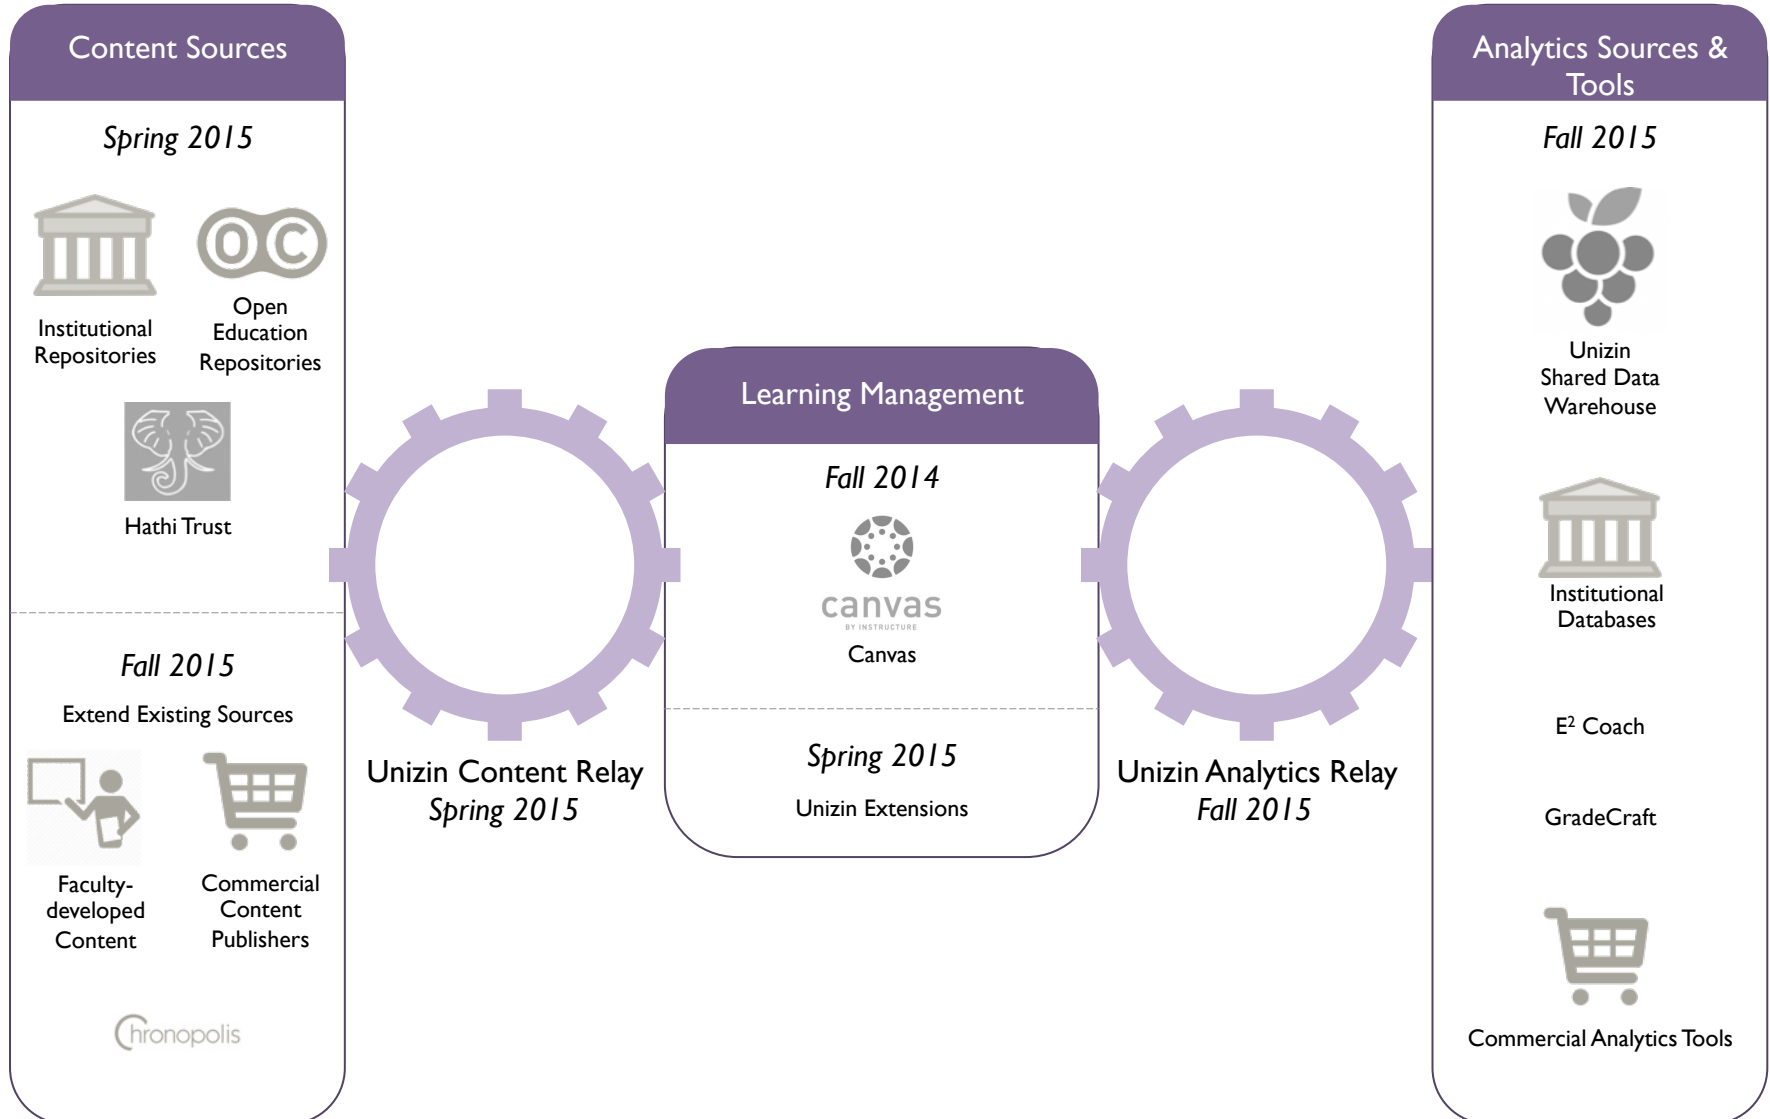 Content Sources
Spring 2015
OC
Institutional
Repositories
Open
Education
Repositories
Hathi Trust
Fall 2015
Extend Existing Sources
Faculty-
developed
Content
Commercial
Content
Publishers
Chronopolis
Unizin Content Relay
Spring 2015
Learning Management
Fall 2014
canvas
BY INSTRUCTURE
Canvas
Spring 2015
Unizin Extensions
Unizin Analytics Relay
Fall 2015
Analytics Sources &
Tools
Fall 2015
Unizin
Shared Data
Warehouse
Institutional
Databases
E² Coach
GradeCraft
Commercial Analytics Tools